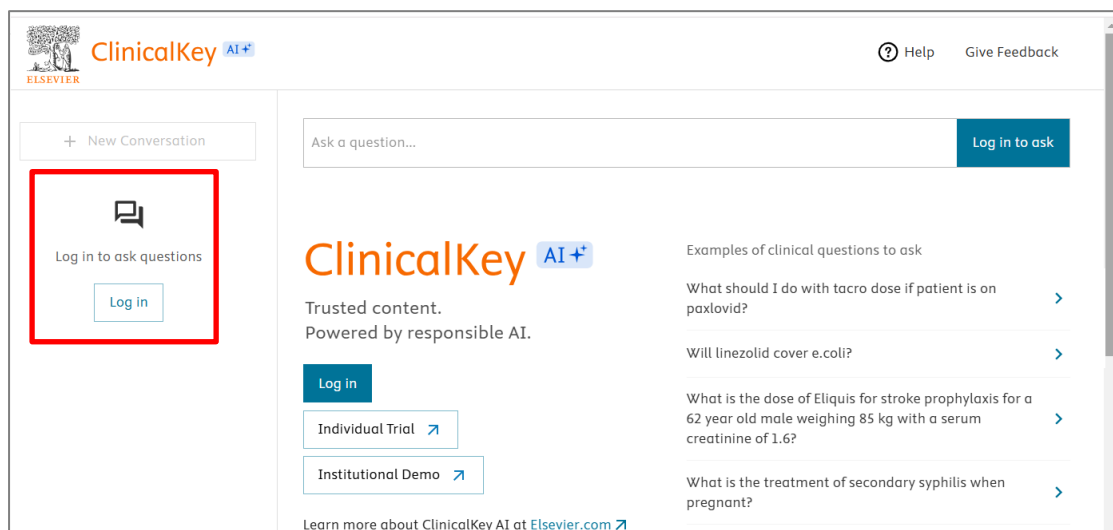 ELSEVIER
ClinicalKey AI+
Help
Give Feedback
+ New Conversation
Log in to ask questions
Log in
Ask a question...
Log in to ask
ClinicalKey AI+
Trusted content.
Powered by responsible AI.
Log in
Individual Trial
Institutional Demo
Learn more about ClinicalKey AI at Elsevier.com
Examples of clinical questions to ask
What should I do with tacro dose if patient is on
paxlovid?
Will linezolid cover e.coli?
What is the dose of Eliquis for stroke prophylaxis for a
62 year old male weighing 85 kg with a serum
creatinine of 1.6?
What is the treatment of secondary syphilis when
pregnant?